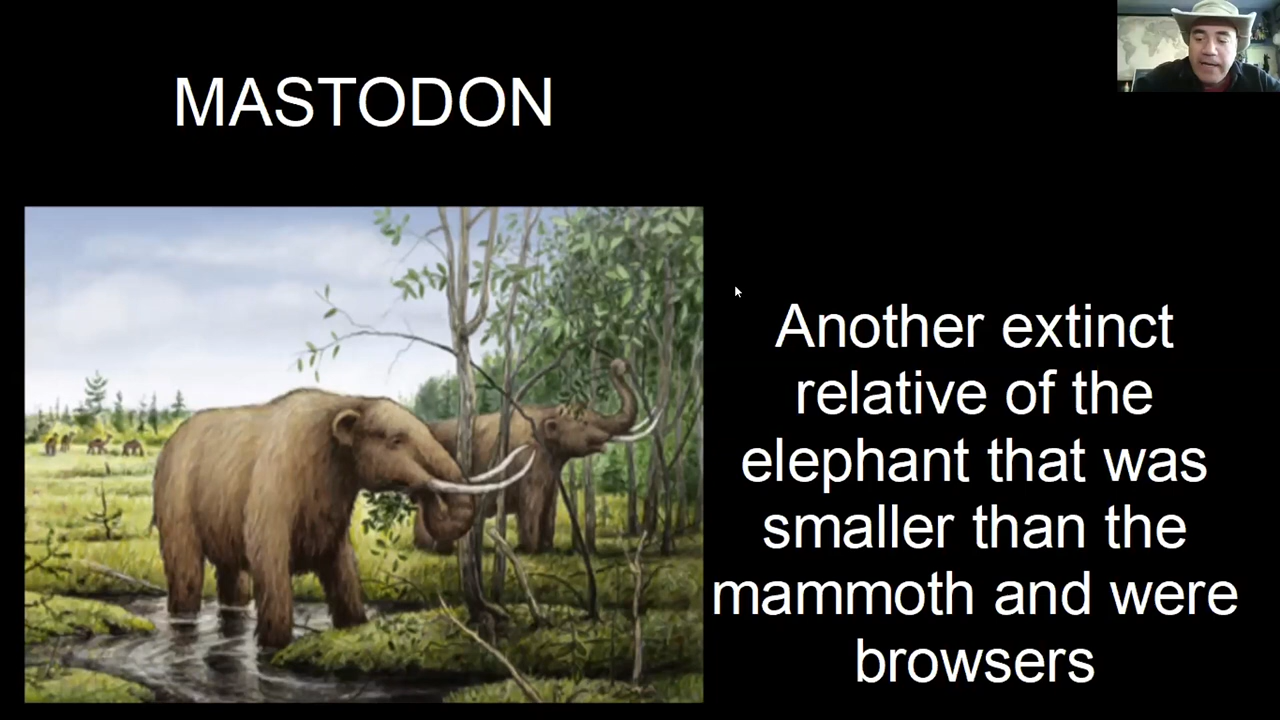 MASTODON
Another extinct
relative of the
elephant that was
smaller than the
mammoth and were
browsers